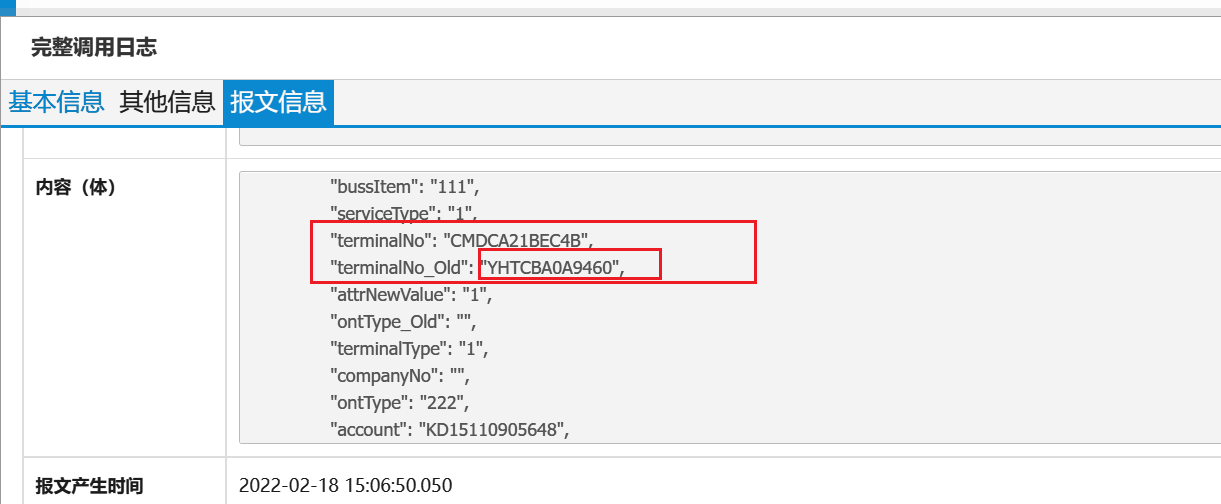 完整调用日志
基本信息 其他信息 报文信息
内容（体）
"bussItem": "111",
"serviceType": "1",
"terminalNo": "CMDCA21BEC4B",
"terminalNo_Old": "YHTCBA0A9460",
"attrNewValue": "1",
"ontType_Old": "",
"terminalType": "1",
"companyNo": "",
"ontType": "222",
"account": "KD15110905648",
报文产生时间 2022-02-18 15:06:50.050